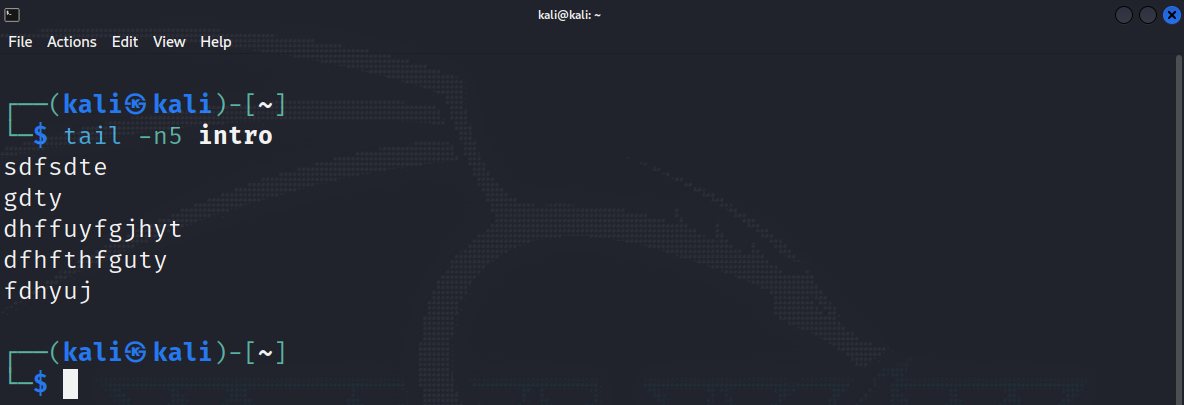 kali@kali: ~
File Actions Edit View Help
┌──(kali㉿kali)-[~]
└─$ tail -n5 intro
sdfsdte
gdty
dhffuyfgjhyt
dfhfthfguty
fdhyuj
┌──(kali㉿kali)-[~]
└─$